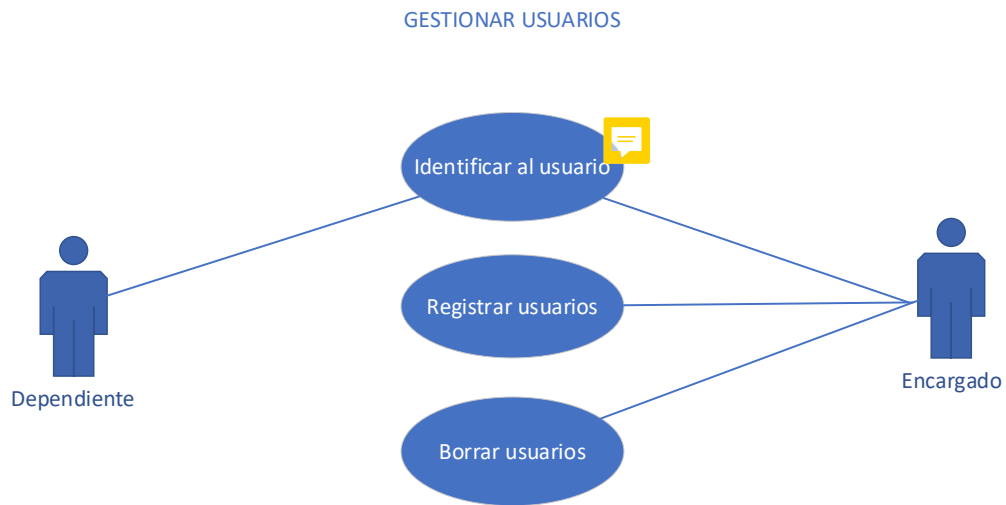 GESTIONAR USUARIOS
Identificar al usuario
Registrar usuarios
Dependiente
Encargado
Borrar usuarios